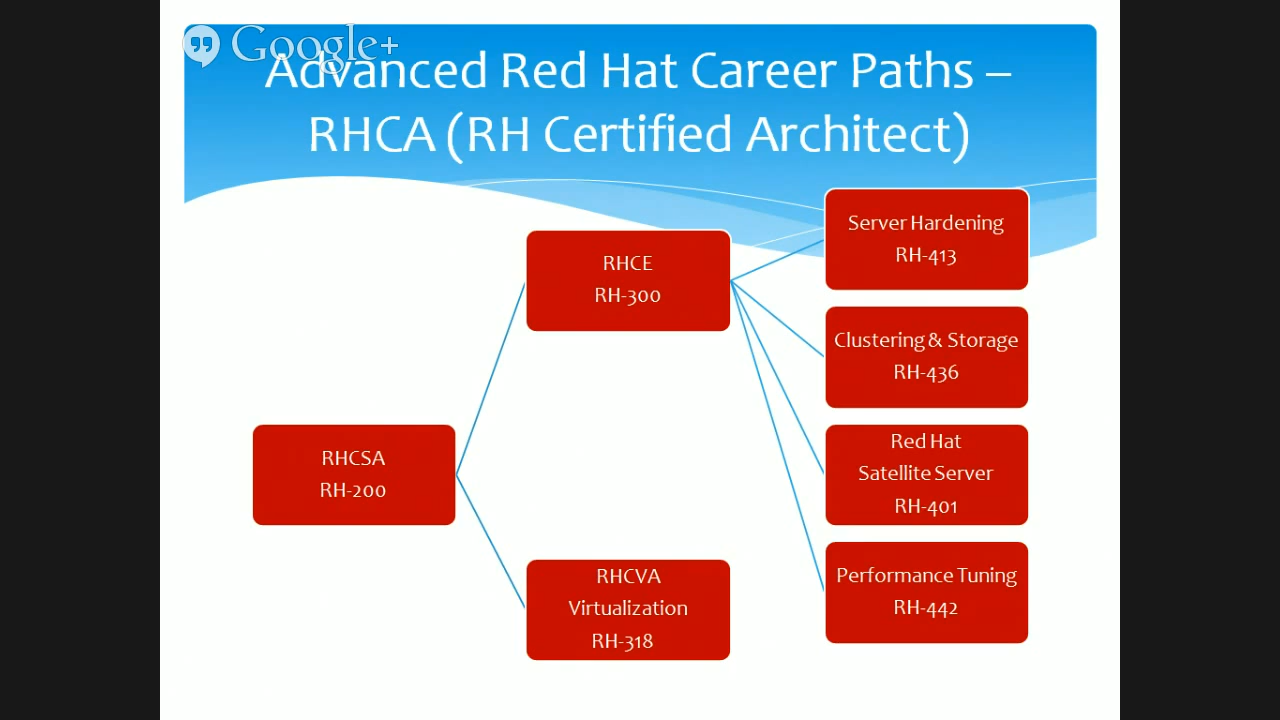 Google+
Advanced Red Hat Career Paths –
RHCA (RH Certified Architect)
RHCSA
RH-200
RHCE
RH-300
RHCVA
Virtualization
RH-318
Server Hardening
RH-413
Clustering & Storage
RH-436
Red Hat
Satellite Server
RH-401
Performance Tuning
RH-442